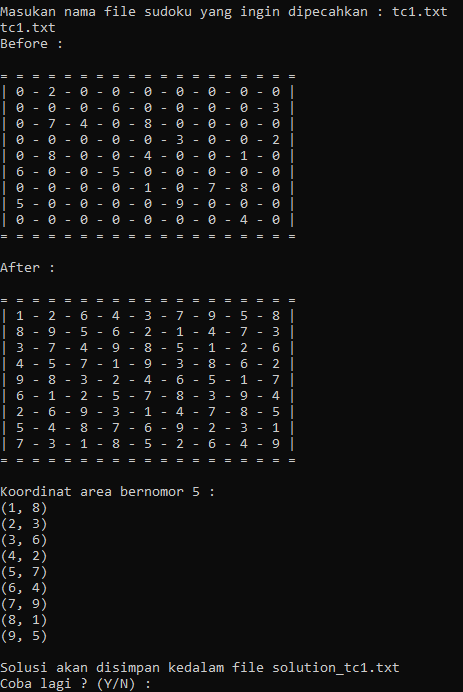 Masukan nama file sudoku yang ingin dipecahkan : tc1.txt
tc1.txt
Before :
= = = = = = = = = = = = = = = = = = =
| 0 - 2 - 0 - 0 - 0 - 0 - 0 - 0 - 0 |
| 0 - 0 - 0 - 6 - 0 - 0 - 0 - 0 - 3 |
| 0 - 7 - 4 - 0 - 8 - 0 - 0 - 0 - 0 |
| 0 - 0 - 0 - 0 - 0 - 3 - 0 - 0 - 2 |
| 0 - 8 - 0 - 0 - 4 - 0 - 0 - 1 - 0 |
| 6 - 0 - 0 - 5 - 0 - 0 - 0 - 0 - 0 |
| 0 - 0 - 0 - 0 - 1 - 0 - 7 - 8 - 0 |
| 5 - 0 - 0 - 0 - 0 - 9 - 0 - 0 - 0 |
| 0 - 0 - 0 - 0 - 0 - 0 - 0 - 4 - 0 |
= = = = = = = = = = = = = = = = = = =
After :
= = = = = = = = = = = = = = = = = = =
| 1 - 2 - 6 - 4 - 3 - 7 - 9 - 5 - 8 |
| 8 - 9 - 5 - 6 - 2 - 1 - 4 - 7 - 3 |
| 3 - 7 - 4 - 9 - 8 - 5 - 1 - 2 - 6 |
| 4 - 5 - 7 - 1 - 9 - 3 - 8 - 6 - 2 |
| 9 - 8 - 3 - 2 - 4 - 6 - 5 - 1 - 7 |
| 6 - 1 - 2 - 5 - 7 - 8 - 3 - 9 - 4 |
| 2 - 6 - 9 - 3 - 1 - 4 - 7 - 8 - 5 |
| 5 - 4 - 8 - 7 - 6 - 9 - 2 - 3 - 1 |
| 7 - 3 - 1 - 8 - 5 - 2 - 6 - 4 - 9 |
= = = = = = = = = = = = = = = = = = =
Koordinat area bernomor 5 :
(1, 8)
(2, 3)
(3, 6)
(4, 2)
(5, 7)
(6, 4)
(7, 9)
(8, 1)
(9, 5)
Solusi akan disimpan kedalam file solution_tc1.txt
Coba lagi ? (Y/N) :